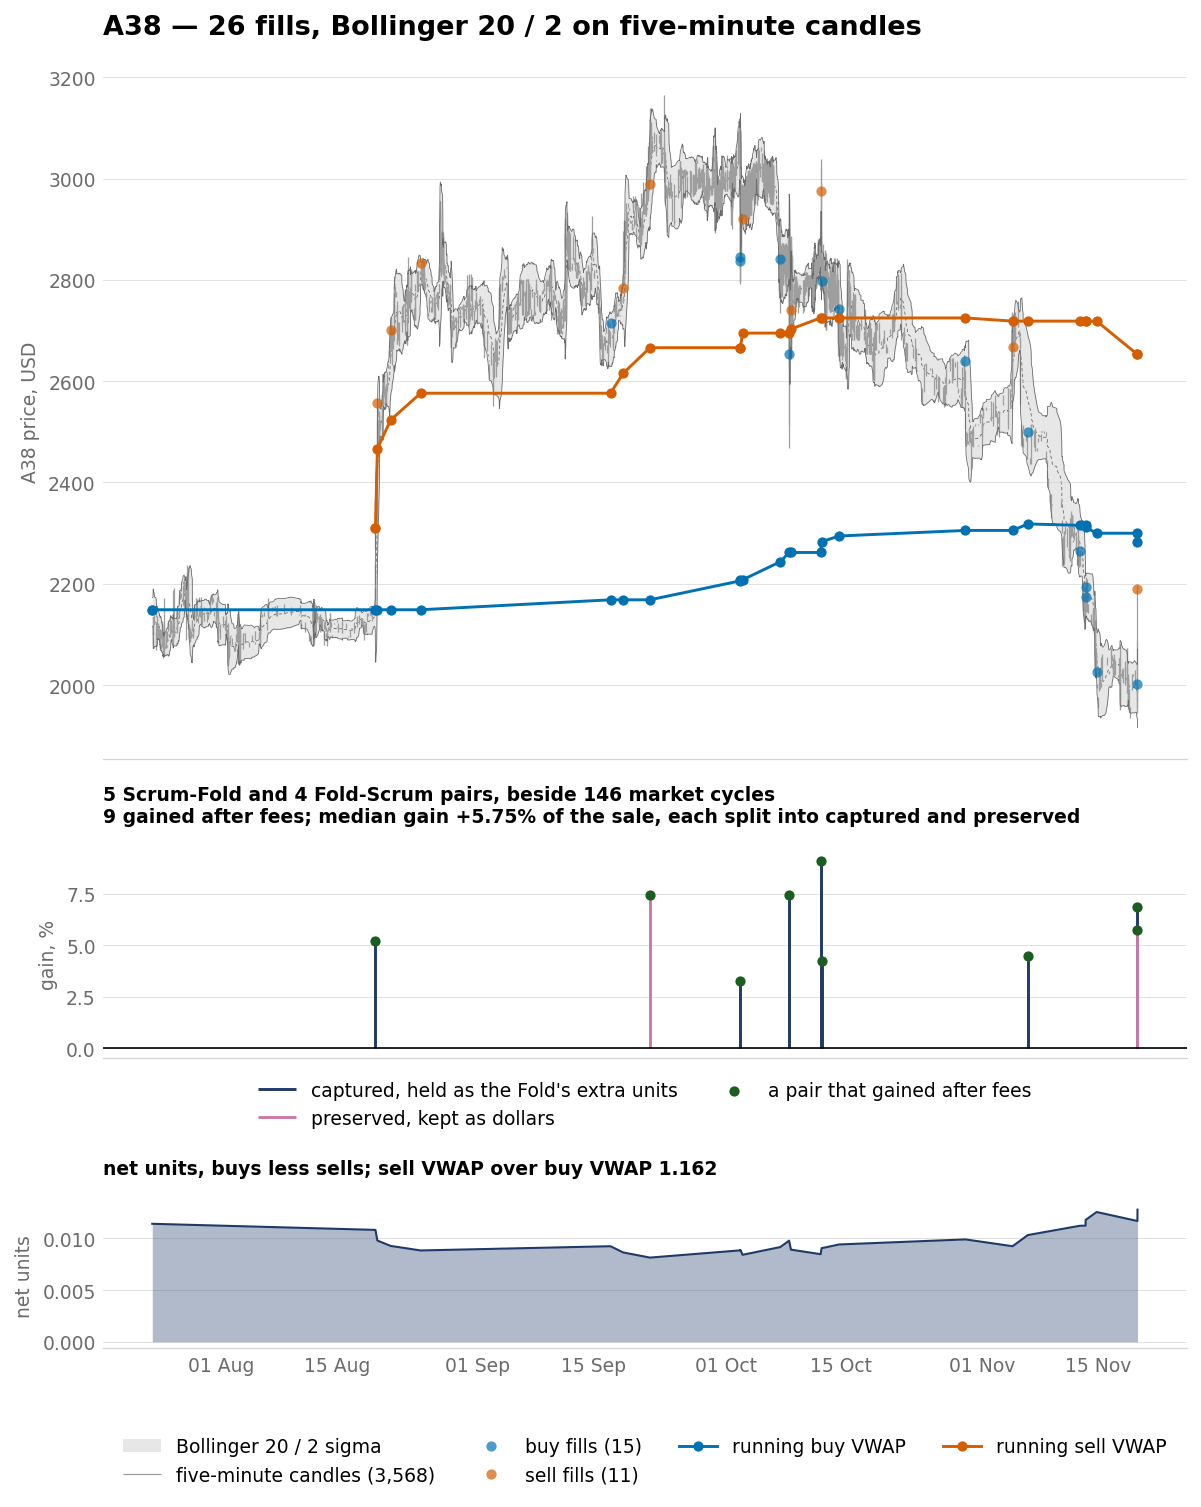 A38 — 26 fills, Bollinger 20 / 2 on five-minute candles
3200
3000
2800
2600
2400
2200
2000
A38 price, USD
5 Scrum-Fold and 4 Fold-Scrum pairs, beside 146 market cycles
9 gained after fees; median gain +5.75% of the sale, each split into captured and preserved
7.5
5.0
2.5
0.0
gain, %
captured, held as the Fold's extra units
a pair that gained after fees
preserved, kept as dollars
net units, buys less sells; sell VWAP over buy VWAP 1.162
0.010
0.005
0.000
net units
01 Aug
15 Aug
01 Sep
15 Sep
01 Oct
15 Oct
01 Nov
15 Nov
Bollinger 20 / 2 sigma
buy fills (15)
running buy VWAP
running sell VWAP
five-minute candles (3,568)
sell fills (11)